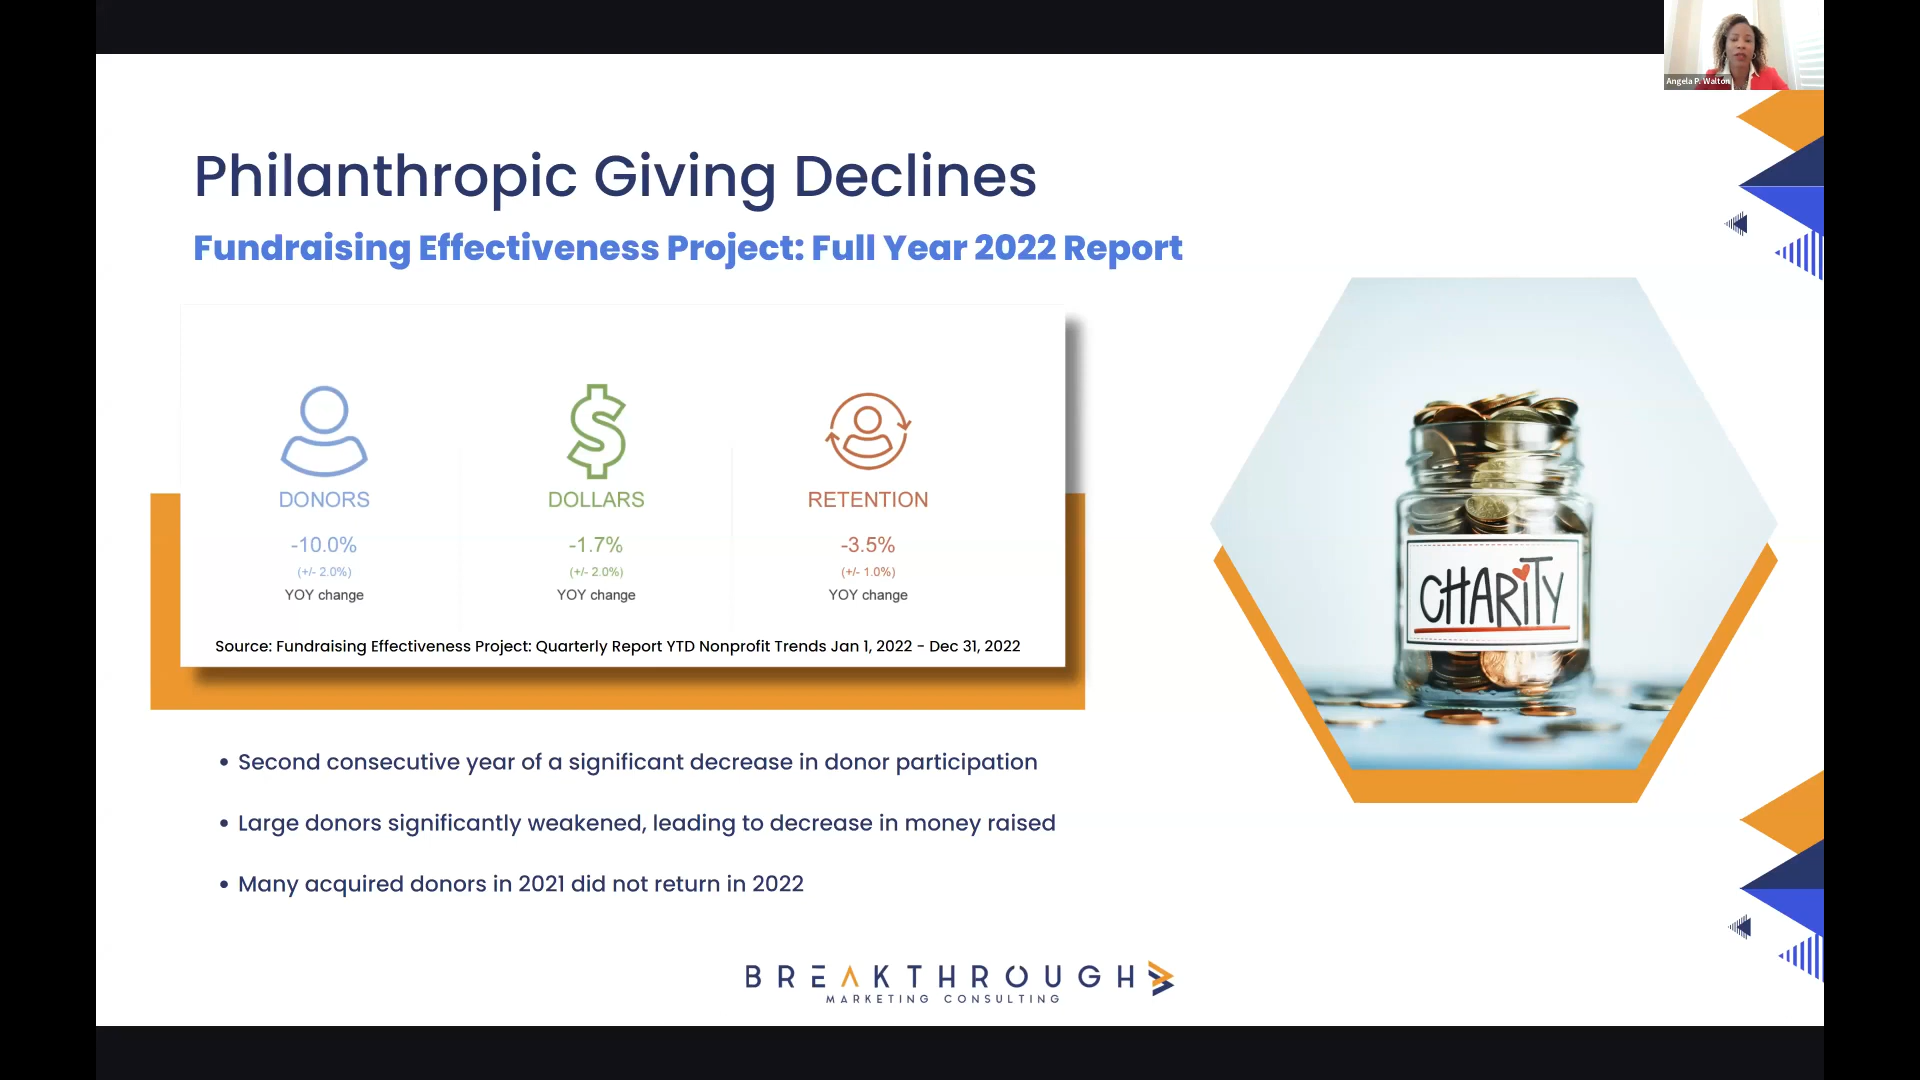 Angela P. Walton
Philanthropic Giving Declines
Fundraising Effectiveness Project: Full Year 2022 Report
DONORS
-10.0%
(+/- 2.0%)
YOY change
DOLLARS
-1.7%
(+/- 2.0%)
YOY change
RETENTION
-3.5%
(+/- 1.0%)
YOY change
Source: Fundraising Effectiveness Project: Quarterly Report YTD Nonprofit Trends Jan 1, 2022 - Dec 31, 2022
CHARITY
• Second consecutive year of a significant decrease in donor participation
• Large donors significantly weakened, leading to decrease in money raised
• Many acquired donors in 2021 did not return in 2022
BREAKTHROUGH
MARKETING CONSULTING